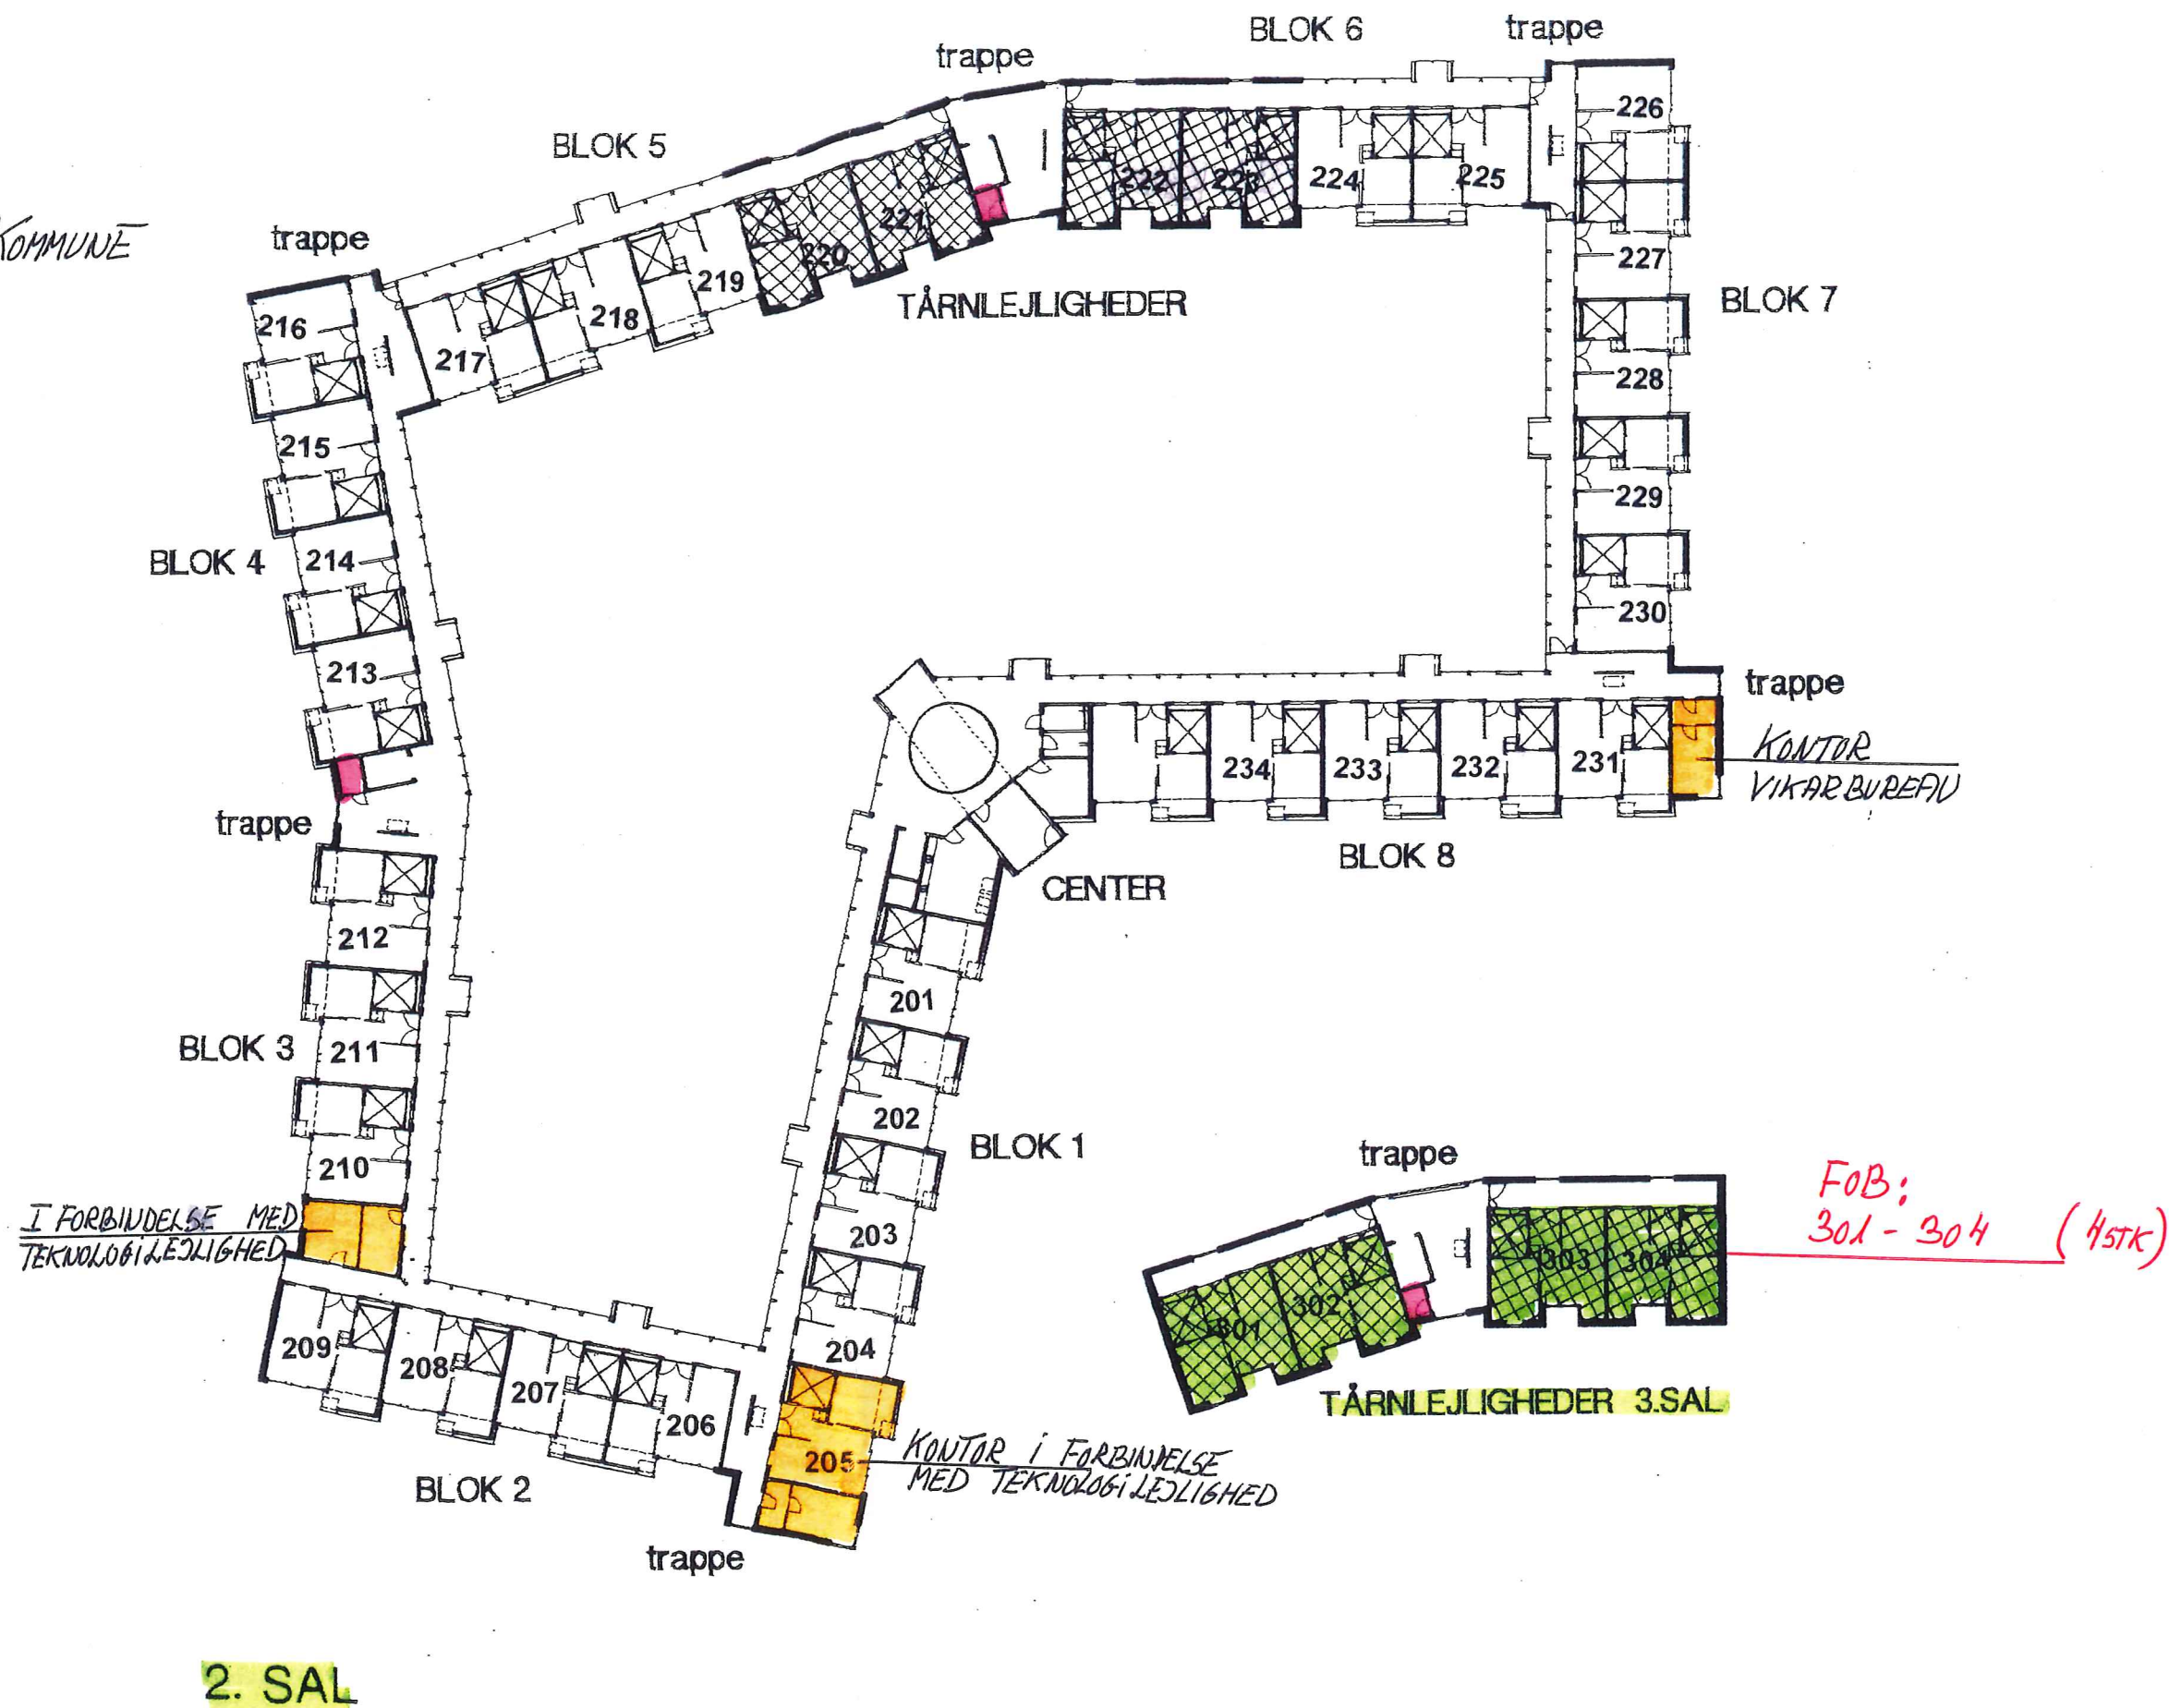 BLOK 6
trappe
trappe
BLOK 5
226
222
223
224
225
221
220
KOMMUNE
trappe
219
227
TÅRNLEJLIGHEDER
BLOK 7
216
218
217
228
215
229
BLOK 4
214
230
213
trappe
KONTOR
VIKARBUREAU
234
233
232
231
trappe
BLOK 8
CENTER
212
201
BLOK 3
211
202
BLOK 1
210
trappe
FOB:
301 - 304 (4STK)
I FORBINDELSE MED
TEKNOLOGILEJLIGHED
203
303
304
302
301
209
208
207
206
204
TÅRNLEJLIGHEDER 3.SAL
205
KONTOR I FORBINDELSE
MED TEKNOLOGILEJLIGHED
BLOK 2
trappe
2. SAL